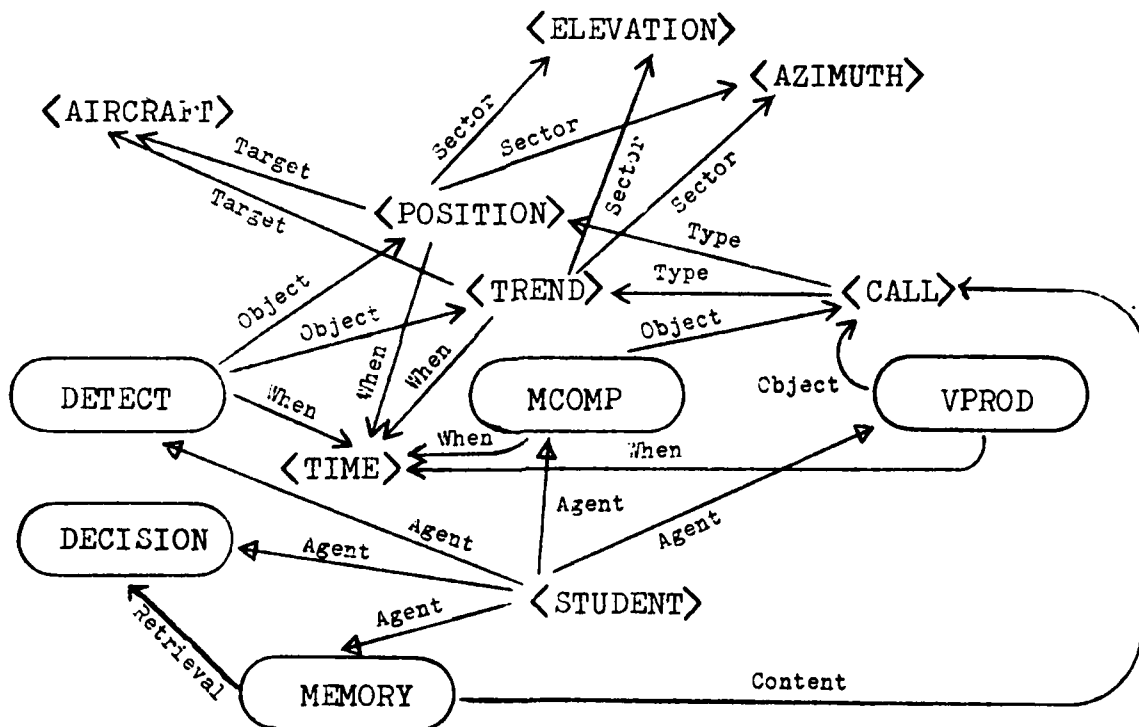 <ELEVATION>
<AZIMUTH>
<AIRCRAFT>
Sector
Sector
Target
Sector
Sector
Target
<POSITION>
Type
Type
<TREND>
<CALL>
Object
Object
Object
When
When
Object
DETECT
MCOMP
VPROD
When
When
When
<TIME>
Agent
Agent
Agent
DECISION
Agent
<STUDENT>
Agent
Retrieval
MEMORY
Content